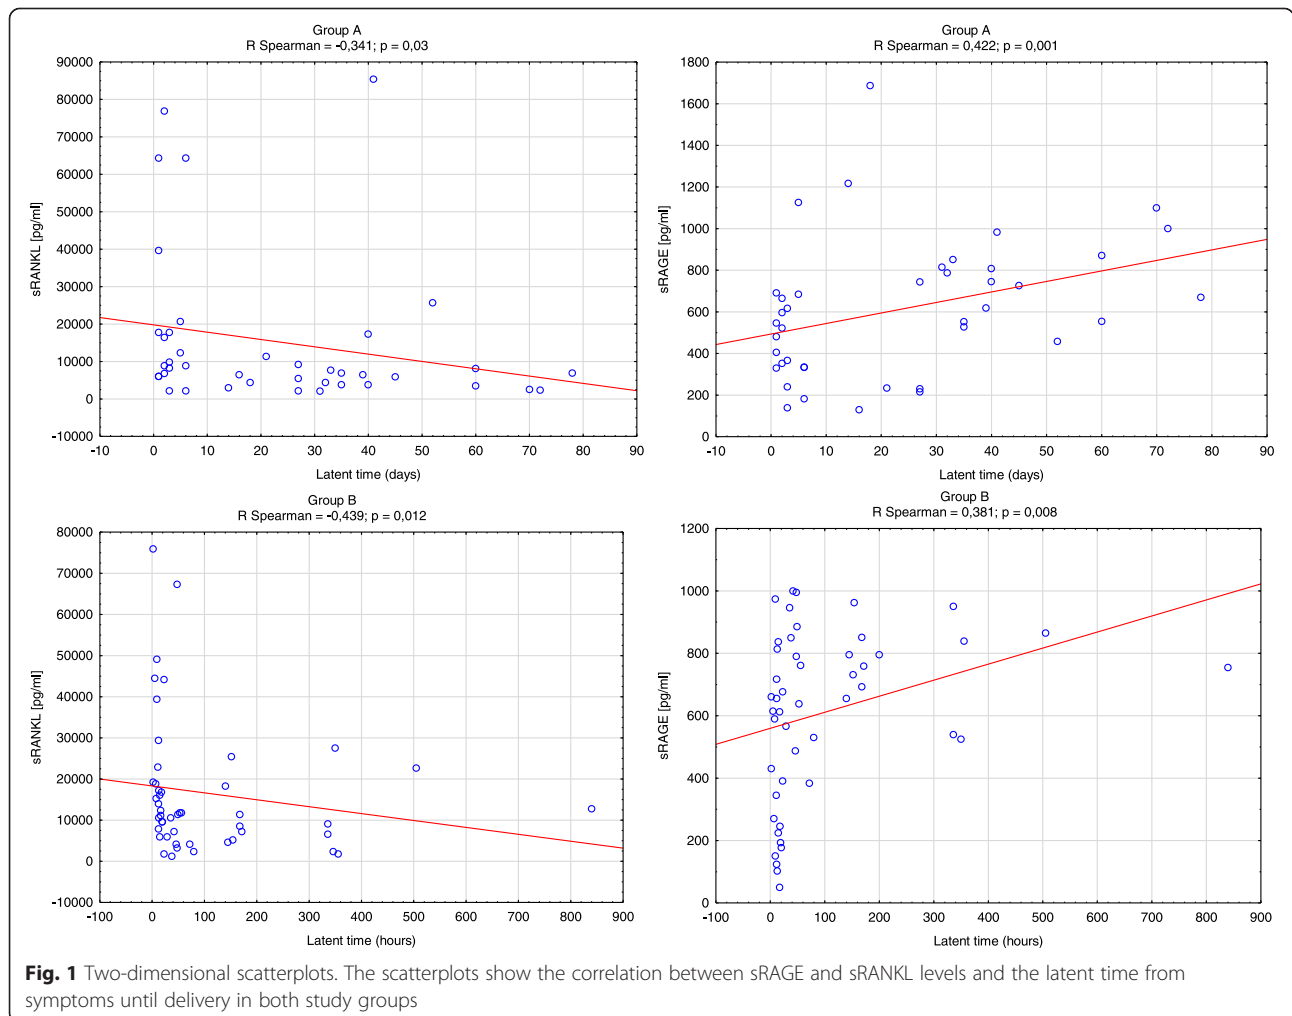 Group A
R Spearman = -0,341; p = 0,03
90000
80000
70000
60000
50000
40000
30000
20000
10000
0
-10000
sRANKL [pg/ml]
-10 0 10 20 30 40 50 60 70 80 90
Latent time (days)
Group A
R Spearman = 0,422; p = 0,001
1800
1600
1400
1200
1000
800
600
400
200
0
sRAGE [pg/ml]
-10 0 10 20 30 40 50 60 70 80 90
Latent time (days)
Group B
R Spearman = -0,439; p = 0,012
80000
70000
60000
50000
40000
30000
20000
10000
0
-10000
sRANKL [pg/ml]
-100 0 100 200 300 400 500 600 700 800 900
Latent time (hours)
Group B
R Spearman = 0,381; p = 0,008
1200
1000
800
600
400
200
0
sRAGE [pg/ml]
-100 0 100 200 300 400 500 600 700 800 900
Latent time (hours)
Fig. 1 Two-dimensional scatterplots. The scatterplots show the correlation between sRAGE and sRANKL levels and the latent time from
symptoms until delivery in both study groups